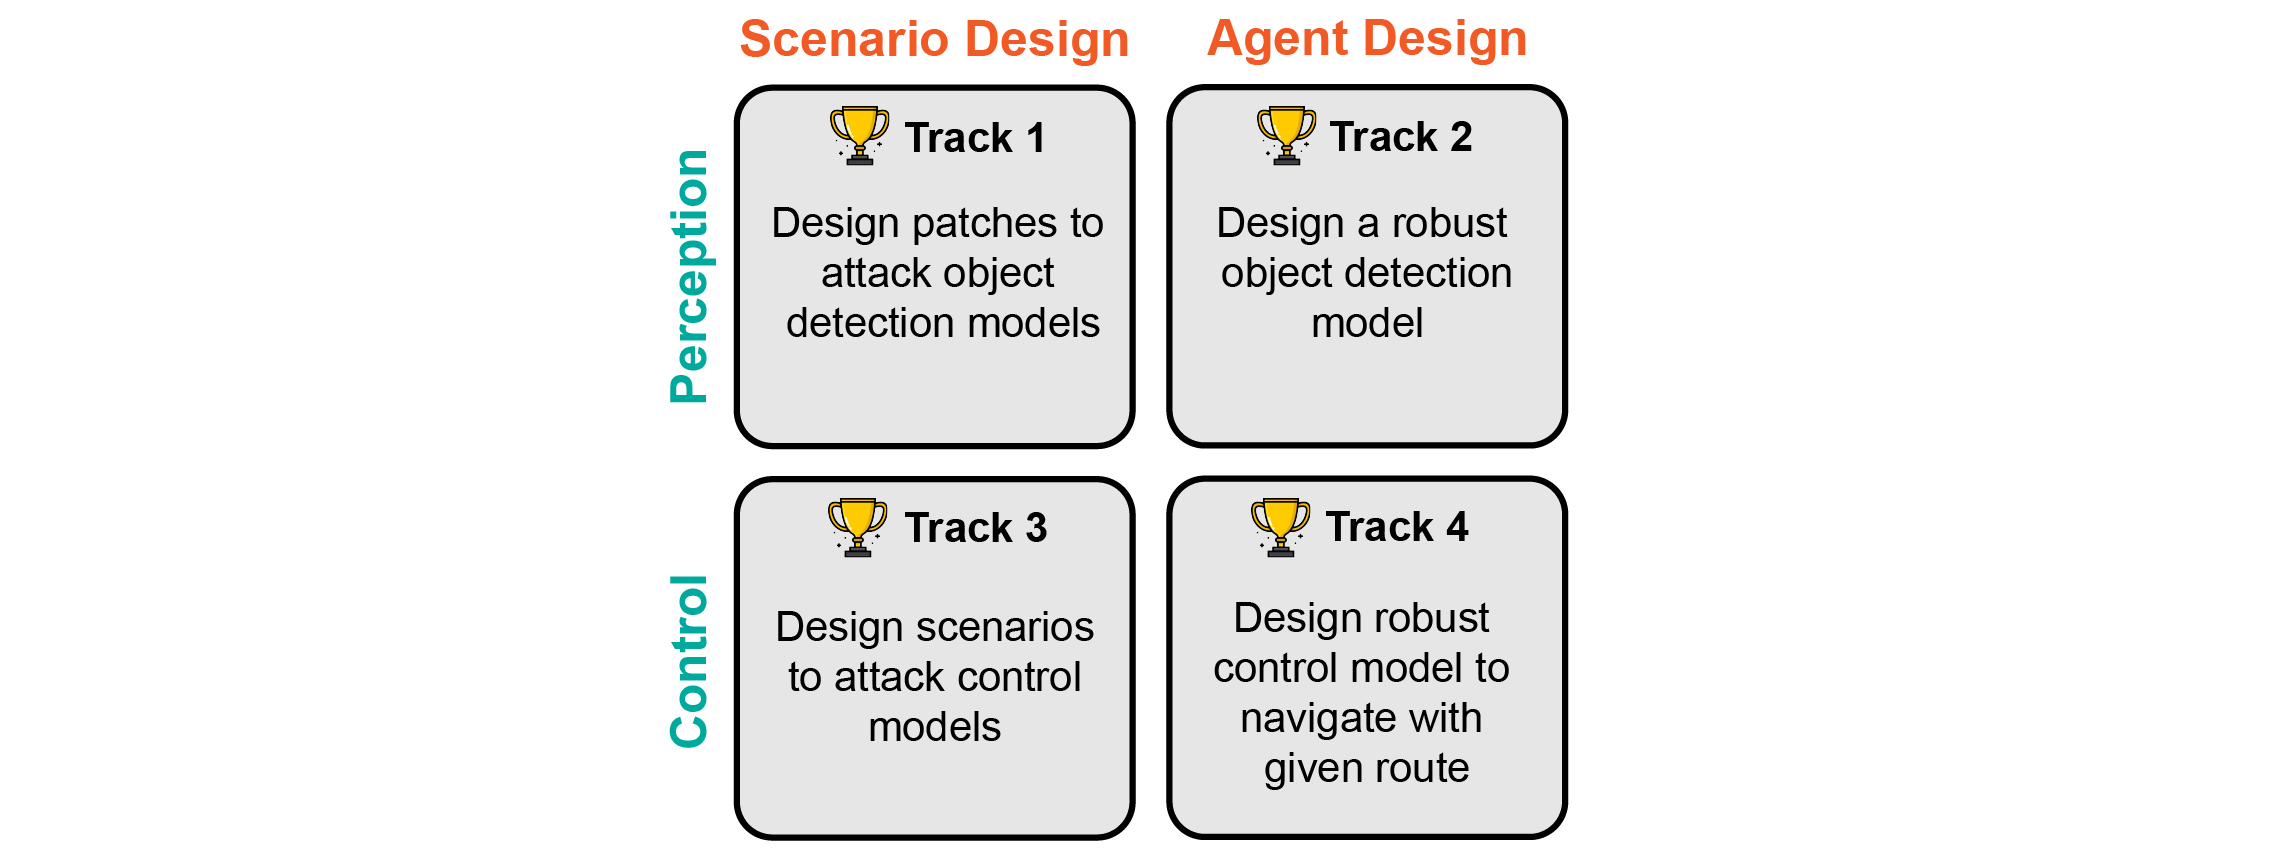 Scenario Design
Agent Design
Perception
Track 1
Design patches to
attack object
detection models
Track 2
Design a robust
object detection
model
Control
Track 3
Design scenarios
to attack control
models
Track 4
Design robust
control model to
navigate with
given route